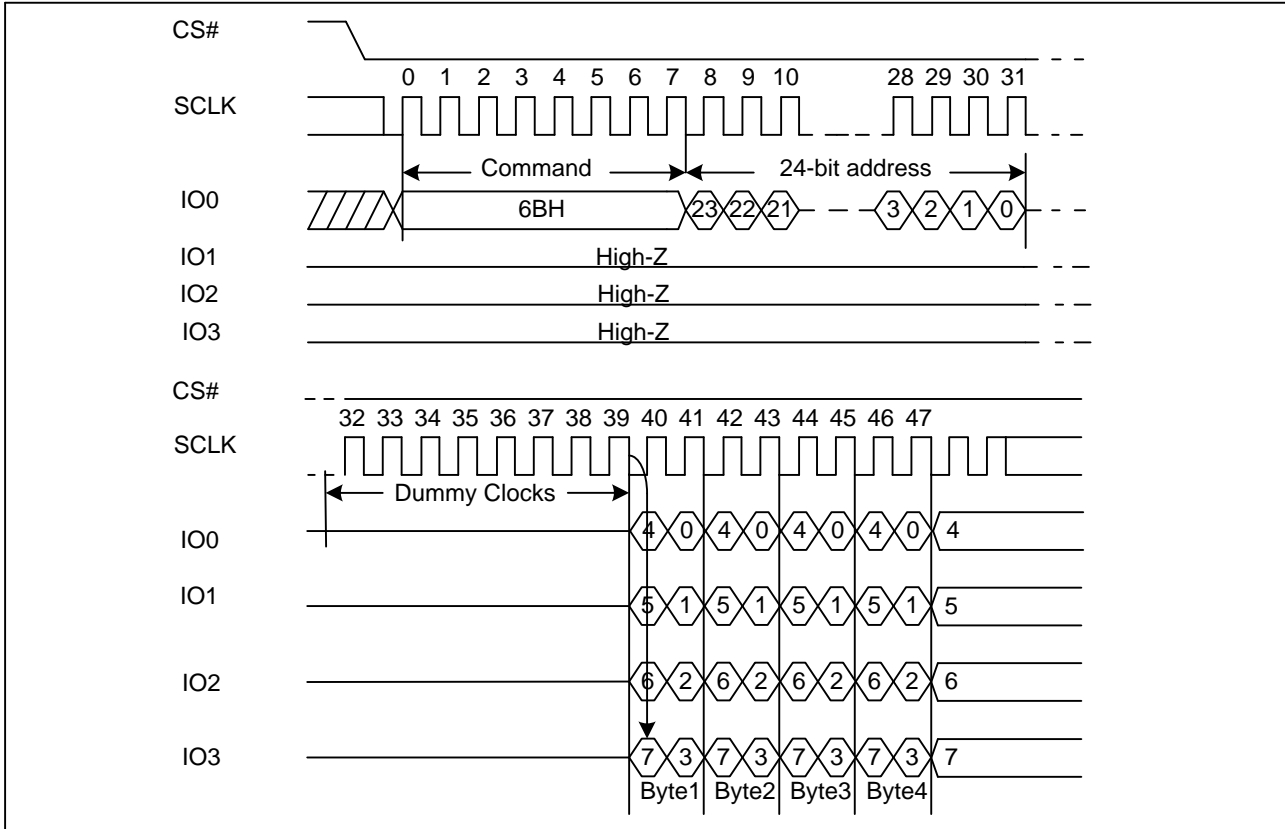 CS#
0 1 2 3 4 5 6 7 8 9 10 28 29 30 31
SCLK
Command 24-bit address
IO0 6BH 23 22 21 3 2 1 0
IO1 High-Z
IO2 High-Z
IO3 High-Z
CS#
32 33 34 35 36 37 38 39 40 41 42 43 44 45 46 47
SCLK
Dummy Clocks
IO0 4 0 4 0 4 0 4 0 4
IO1 5 1 5 1 5 1 5 1 5
IO2 6 2 6 2 6 2 6 2 6
IO3 7 3 7 3 7 3 7 3 7
Byte1 Byte2 Byte3 Byte4